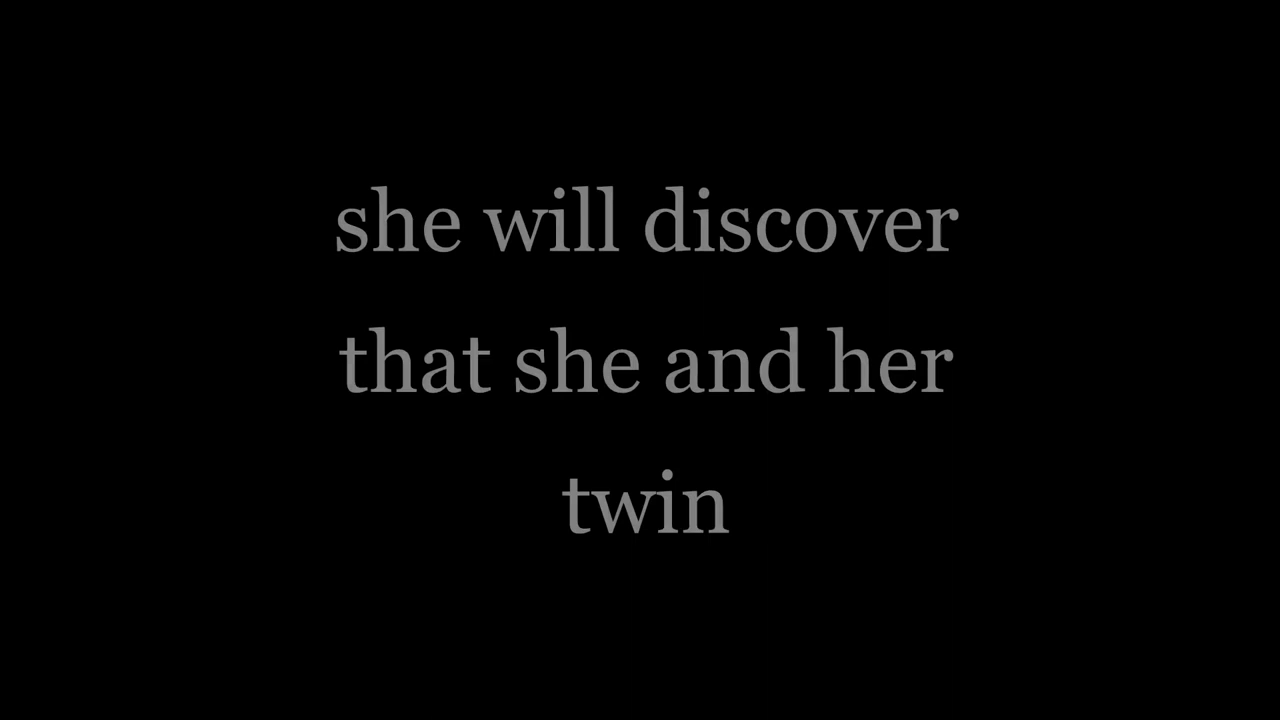 she will discover
that she and her
twin